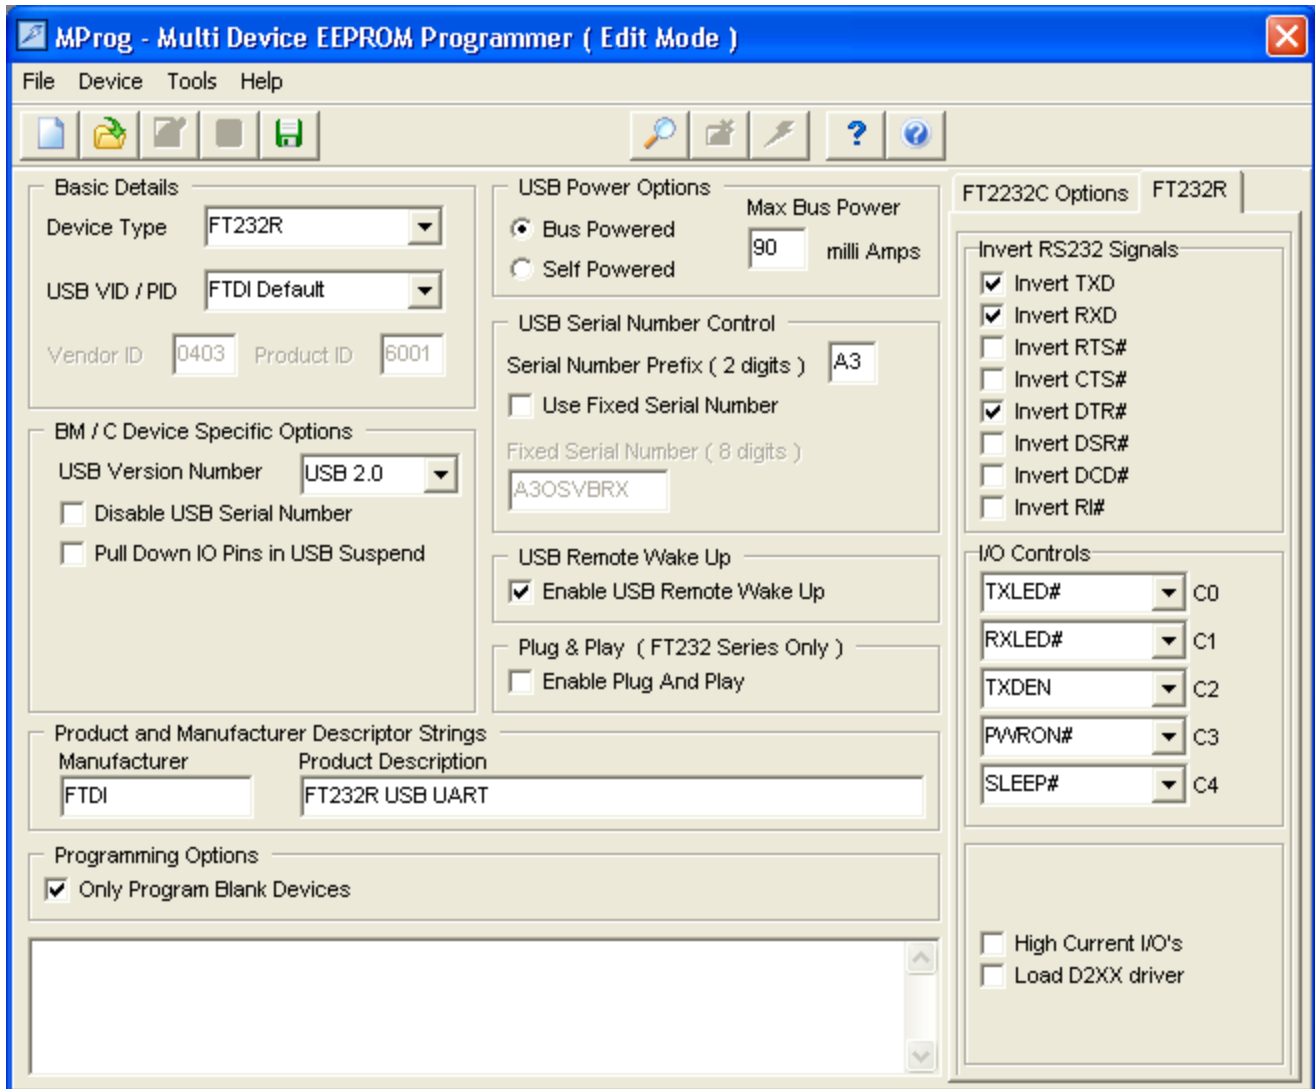 MProg - Multi Device EEPROM Programmer ( Edit Mode )
File Device Tools Help
Basic Details
Device Type FT232R
USB VID / PID FTDI Default
Vendor ID 0403 Product ID 6001
BM / C Device Specific Options
USB Version Number USB 2.0
Disable USB Serial Number
Pull Down IO Pins in USB Suspend
USB Power Options
Bus Powered
Self Powered
Max Bus Power
90 milli Amps
USB Serial Number Control
Serial Number Prefix ( 2 digits ) A3
Use Fixed Serial Number
Fixed Serial Number ( 8 digits )
A3OSVBRX
USB Remote Wake Up
Enable USB Remote Wake Up
Plug & Play ( FT232 Series Only )
Enable Plug And Play
Product and Manufacturer Descriptor Strings
Manufacturer Product Description
FTDI FT232R USB UART
Programming Options
Only Program Blank Devices
FT2232C Options FT232R
Invert RS232 Signals
Invert TXD
Invert RXD
Invert RTS#
Invert CTS#
Invert DTR#
Invert DSR#
Invert DCD#
Invert RI#
I/O Controls
TXLED# C0
RXLED# C1
TXDEN C2
PWRON# C3
SLEEP# C4
High Current I/O's
Load D2XX driver